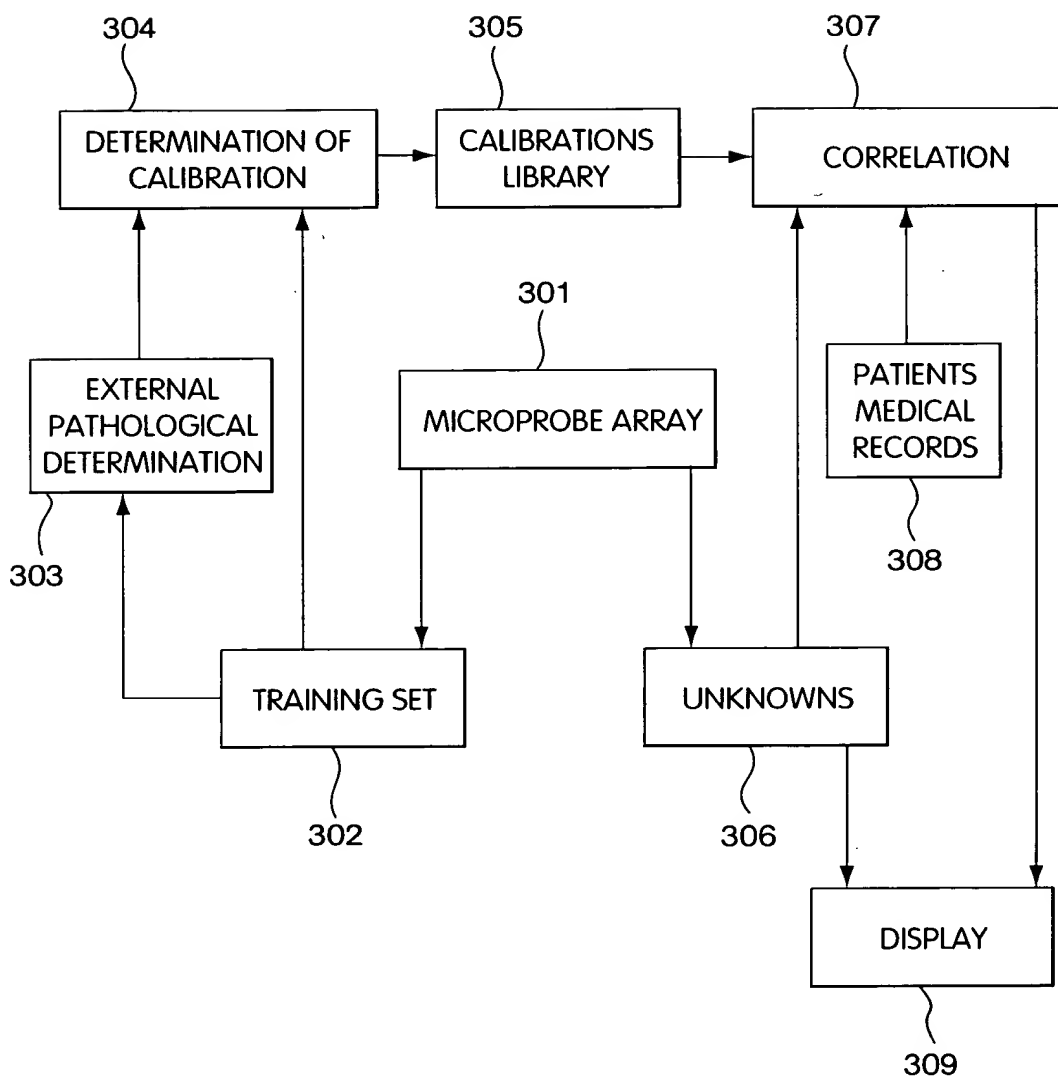 304
305
307
DETERMINATION OF
CALIBRATION
CALIBRATIONS
LIBRARY
CORRELATION
301
MICROPROBE ARRAY
EXTERNAL
PATHOLOGICAL
DETERMINATION
303
PATIENTS
MEDICAL
RECORDS
308
TRAINING SET
302
UNKNOWNS
306
DISPLAY
309